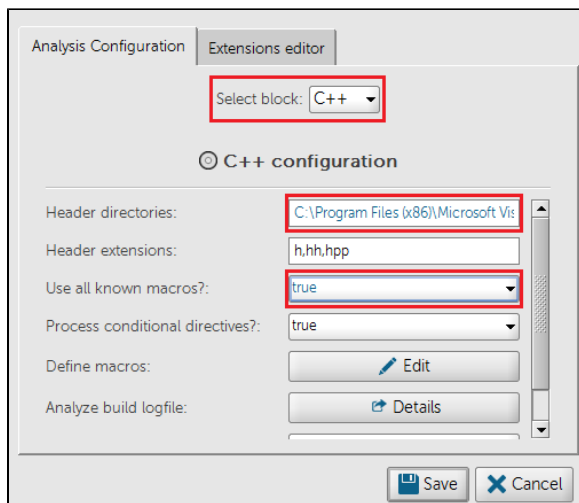 Analysis Configuration Extensions editor
Select block: C++
C++ configuration
Header directories: C:\Program Files (x86)\Microsoft Vis
Header extensions: h,hh,hpp
Use all known macros?: true
Process conditional directives?: true
Define macros: Edit
Analyze build logfile: Details
Save Cancel